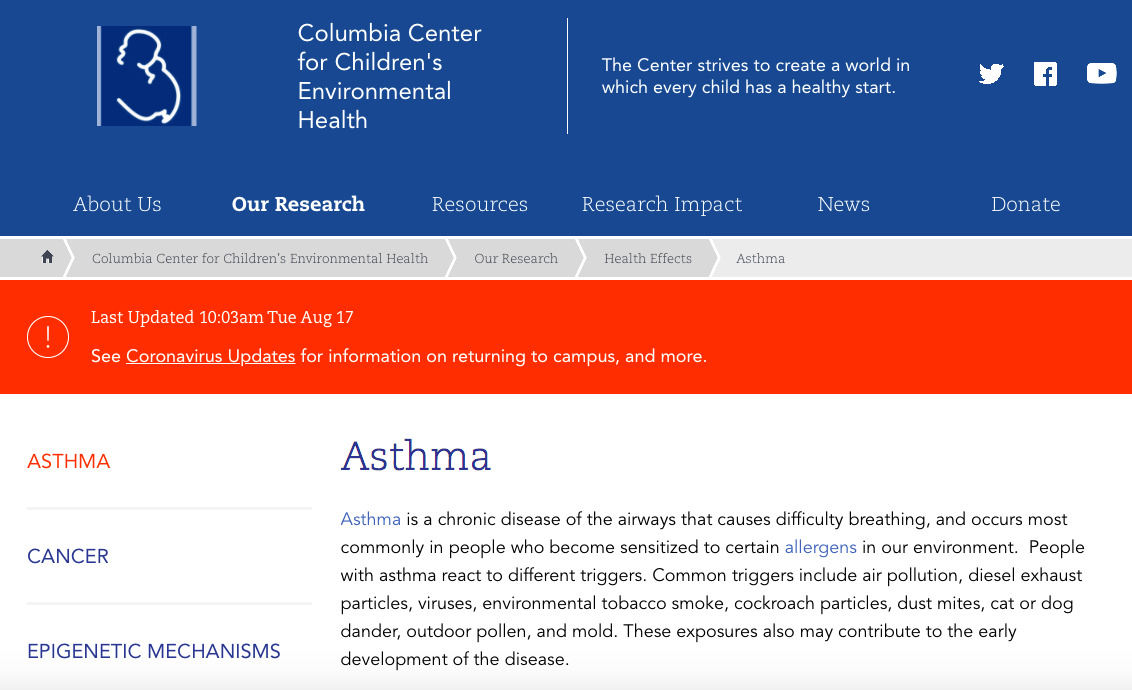 Columbia Center
for Children's
Environmental
Health
The Center strives to create a world in
which every child has a healthy start.
About Us
Our Research
Resources
Research Impact
News
Donate
Columbia Center for Children's Environmental Health
Our Research
Health Effects
Asthma
Last Updated 10:03am Tue Aug 17
See Coronavirus Updates for information on returning to campus, and more.
ASTHMA
CANCER
EPIGENETIC MECHANISMS
Asthma
Asthma is a chronic disease of the airways that causes difficulty breathing, and occurs most
commonly in people who become sensitized to certain allergens in our environment.  People
with asthma react to different triggers. Common triggers include air pollution, diesel exhaust
particles, viruses, environmental tobacco smoke, cockroach particles, dust mites, cat or dog
dander, outdoor pollen, and mold. These exposures also may contribute to the early
development of the disease.